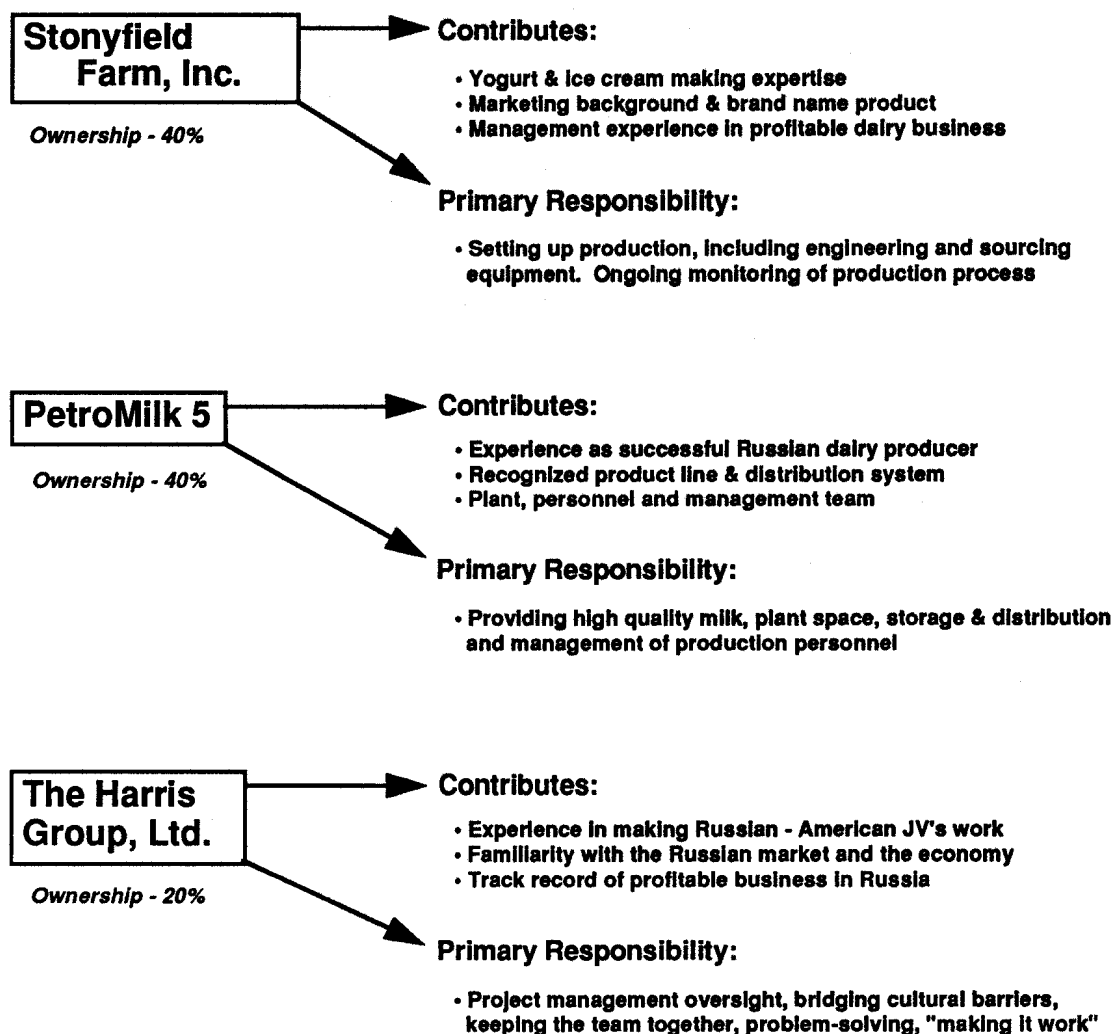 Stonyfield
Farm, Inc.
Ownership - 40%
Contributes:
• Yogurt & ice cream making expertise
• Marketing background & brand name product
• Management experience in profitable dairy business
Primary Responsibility:
• Setting up production, including engineering and sourcing
equipment. Ongoing monitoring of production process
PetroMilk 5
Ownership - 40%
Contributes:
• Experience as successful Russian dairy producer
• Recognized product line & distribution system
• Plant, personnel and management team
Primary Responsibility:
• Providing high quality milk, plant space, storage & distribution
and management of production personnel
The Harris
Group, Ltd.
Ownership - 20%
Contributes:
• Experience in making Russian - American JV's work
• Familiarity with the Russian market and the economy
• Track record of profitable business in Russia
Primary Responsibility:
• Project management oversight, bridging cultural barriers,
keeping the team together, problem-solving, "making it work"